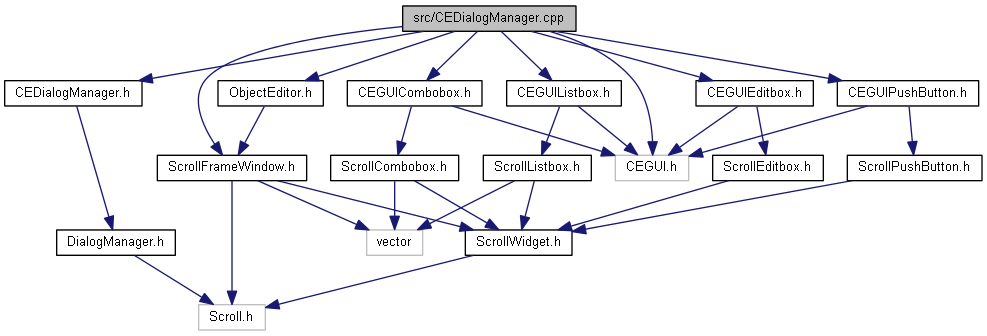 src/CEDialogManager.cpp
CEDialogManager.h
ObjectEditor.h
CEGUICombobox.h
CEGUIListbox.h
CEGUIEditbox.h
CEGUIPushButton.h
ScrollFrameWindow.h
ScrollCombobox.h
ScrollListbox.h
CEGUI.h
ScrollEditbox.h
ScrollPushButton.h
DialogManager.h
vector
ScrollWidget.h
Scroll.h